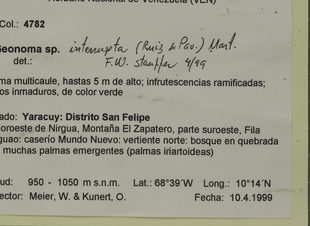 Herbario Nacional de Venezuela (VEN)
Col.: 4782
Geonoma sp. interrupta (Ruiz & Pav.) Mart.
det.: F.W. Stauffer 4/99
ma multicaule, hasta 5 m de alto; infrutescencias ramificadas;
os inmaduros, de color verde
ado: Yaracuy: Distrito San Felipe
oroeste de Nirgua, Montaña El Zapatero, parte suroeste, Fila
guao: caserío Mundo Nuevo: vertiente norte: bosque en quebrada
muchas palmas emergentes (palmas iriartoideas)
ud: 950 - 1050 m s.n.m. Lat.: 68°39´W Long.: 10°14´N
ector: Meier, W. & Kunert, O. Fecha: 10.4.1999